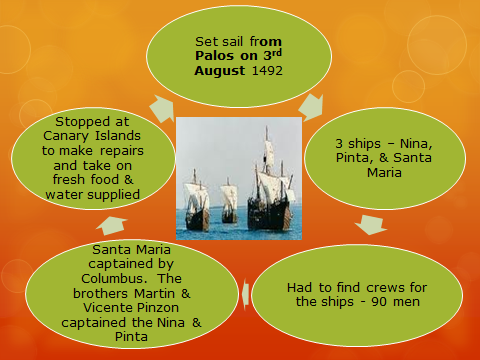 Set sail from
Palos on 3rd
August 1492
3 ships – Nina,
Pinta, & Santa
Maria
Had to find crews for
the ships - 90 men
Santa Maria
captained by
Columbus. The
brothers Martin &
Vicente Pinzon
captained the Nina &
Pinta
Stopped at
Canary Islands
to make repairs
and take on
fresh food &
water supplied